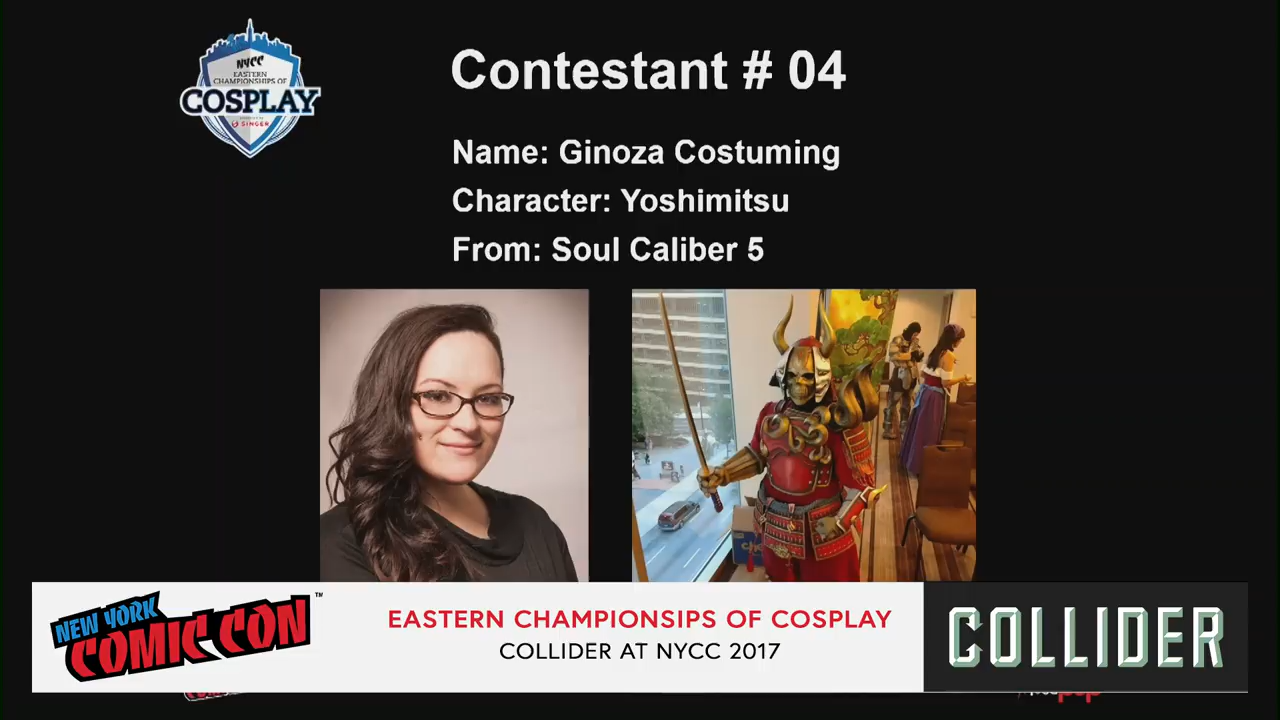 NYCC
EASTERN
CHAMPIONSHIPS OF
COSPLAY
SINGER
Contestant # 04
Name: Ginoza Costuming
Character: Yoshimitsu
From: Soul Caliber 5
NEW YORK
COMIC CON
TM
EASTERN CHAMPIONSIPS OF COSPLAY
COLLIDER AT NYCC 2017
COLLIDER